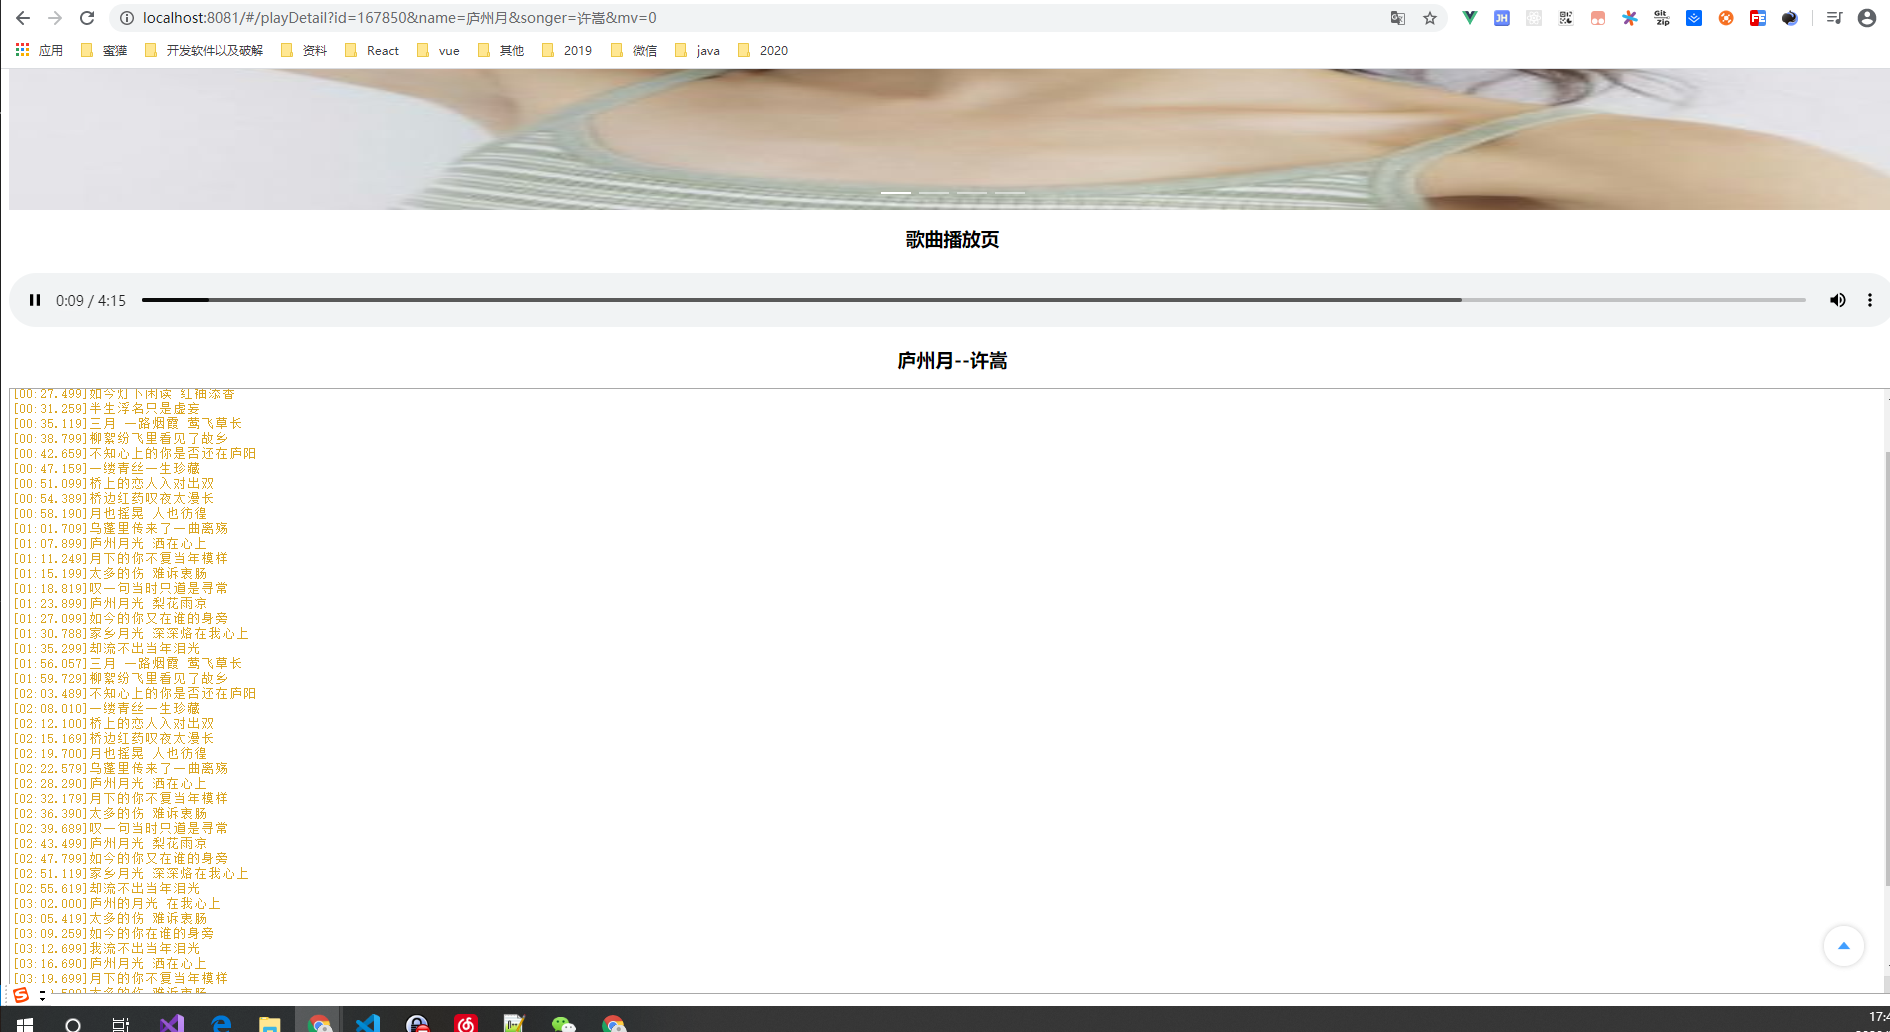 localhost:8081/#/playDetail?id=167850&name=庐州月&songer=许嵩&mv=0
应用 蜜獾 开发软件以及破解 资料 React vue 其他 2019 微信 java 2020
歌曲播放页
0:09 / 4:15
庐州月--许嵩
[00:27.499]如今灯下闲读 红袖添香
[00:31.259]半生浮名只是虚妄
[00:35.119]三月 一路烟霞 莺飞草长
[00:38.799]柳絮纷飞里看见了故乡
[00:42.659]不知心上的你是否还在庐阳
[00:47.159]一缕青丝一生珍藏
[00:51.099]桥上的恋人入对出双
[00:54.389]桥边红药叹夜太漫长
[00:58.190]月也摇晃 人也彷徨
[01:01.709]乌蓬里传来了一曲离殇
[01:07.899]庐州月光 洒在心上
[01:11.249]月下的你不复当年模样
[01:15.199]太多的伤 难诉衷肠
[01:18.819]叹一句当时只道是寻常
[01:23.899]庐州月光 梨花雨凉
[01:27.099]如今的你又在谁的身旁
[01:30.788]家乡月光 深深烙在我心上
[01:35.299]却流不出当年泪光
[01:56.057]三月 一路烟霞 莺飞草长
[01:59.729]柳絮纷飞里看见了故乡
[02:03.489]不知心上的你是否还在庐阳
[02:08.010]一缕青丝一生珍藏
[02:12.100]桥上的恋人入对出双
[02:15.169]桥边红药叹夜太漫长
[02:19.700]月也摇晃 人也彷徨
[02:22.579]乌蓬里传来了一曲离殇
[02:28.290]庐州月光 洒在心上
[02:32.179]月下的你不复当年模样
[02:36.390]太多的伤 难诉衷肠
[02:39.689]叹一句当时只道是寻常
[02:43.499]庐州月光 梨花雨凉
[02:47.799]如今的你又在谁的身旁
[02:51.119]家乡月光 深深烙在我心上
[02:55.619]却流不出当年泪光
[03:02.000]庐州的月光 在我心上
[03:05.419]太多的伤 难诉衷肠
[03:09.259]如今的你在谁的身旁
[03:12.699]我流不出当年泪光
[03:16.690]庐州月光 洒在心上
[03:19.699]月下的你不复当年模样
太多的伤 难诉衷肠